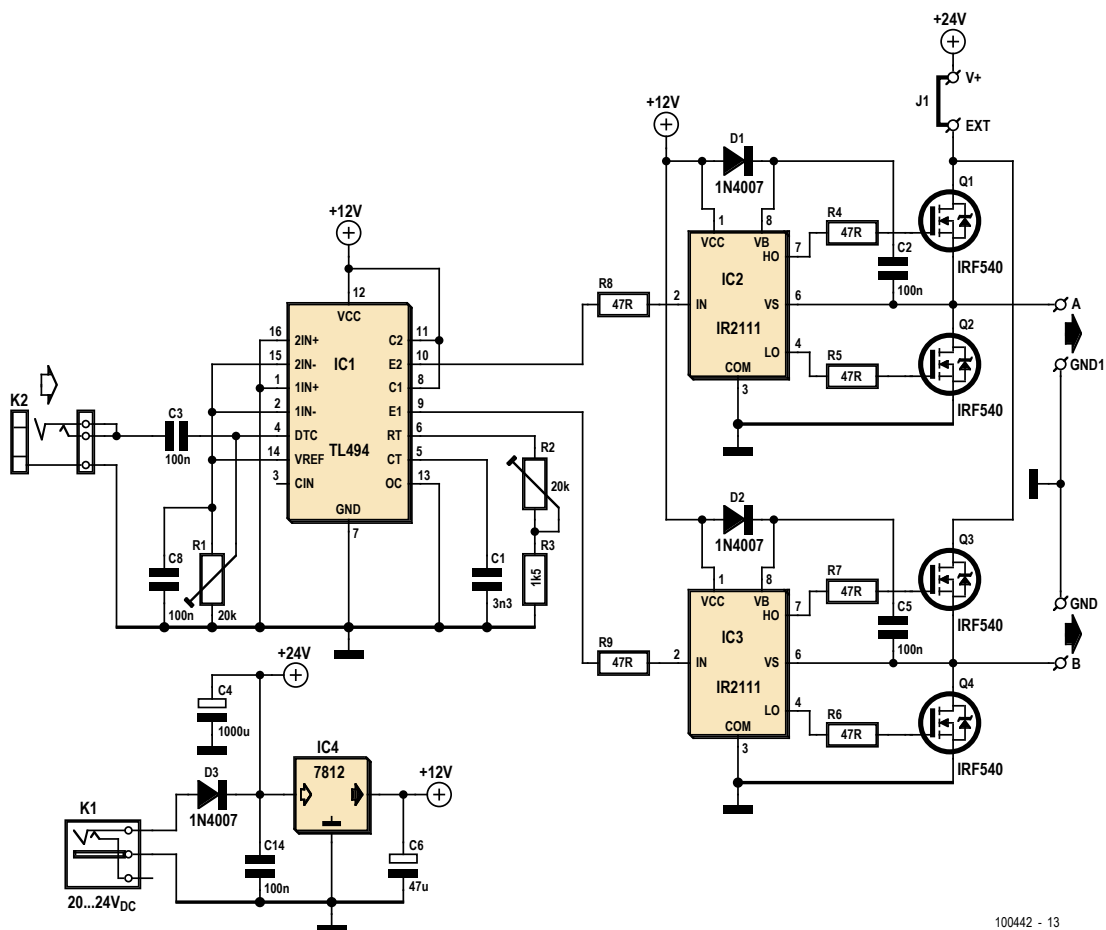 +24V
V+
J1
EXT
+12V
D1
1N4007
Q1
1 8
VCC VB
HO 7
R4
47R
C2
100n
IRF540
+12V
IC2
R8
47R
2 IN
VS 6
A
IR2111
Q2
LO 4
R5
47R
GND1
COM
3
IRF540
12
VCC
16 2IN+
C2 11
15 2IN-
IC1
E2 10
1 1IN+
C1 8
2 1IN-
E1 9
K2
C3
100n
4 DTC
TL494
RT 6
14 VREF
CT 5
3 CIN
OC 13
GND
7
R2
20k
R3
1k5
C1
3n3
C8
100n
R1
20k
D2
1N4007
Q3
1 8
VCC VB
HO 7
R7
47R
C5
100n
GND
IRF540
IC3
R9
47R
2 IN
VS 6
B
IR2111
Q4
LO 4
R6
47R
COM
3
IRF540
+24V
C4
1000u
IC4
7812
+12V
D3
1N4007
K1
C14
100n
C6
47u
20...24VDC
100442 - 13